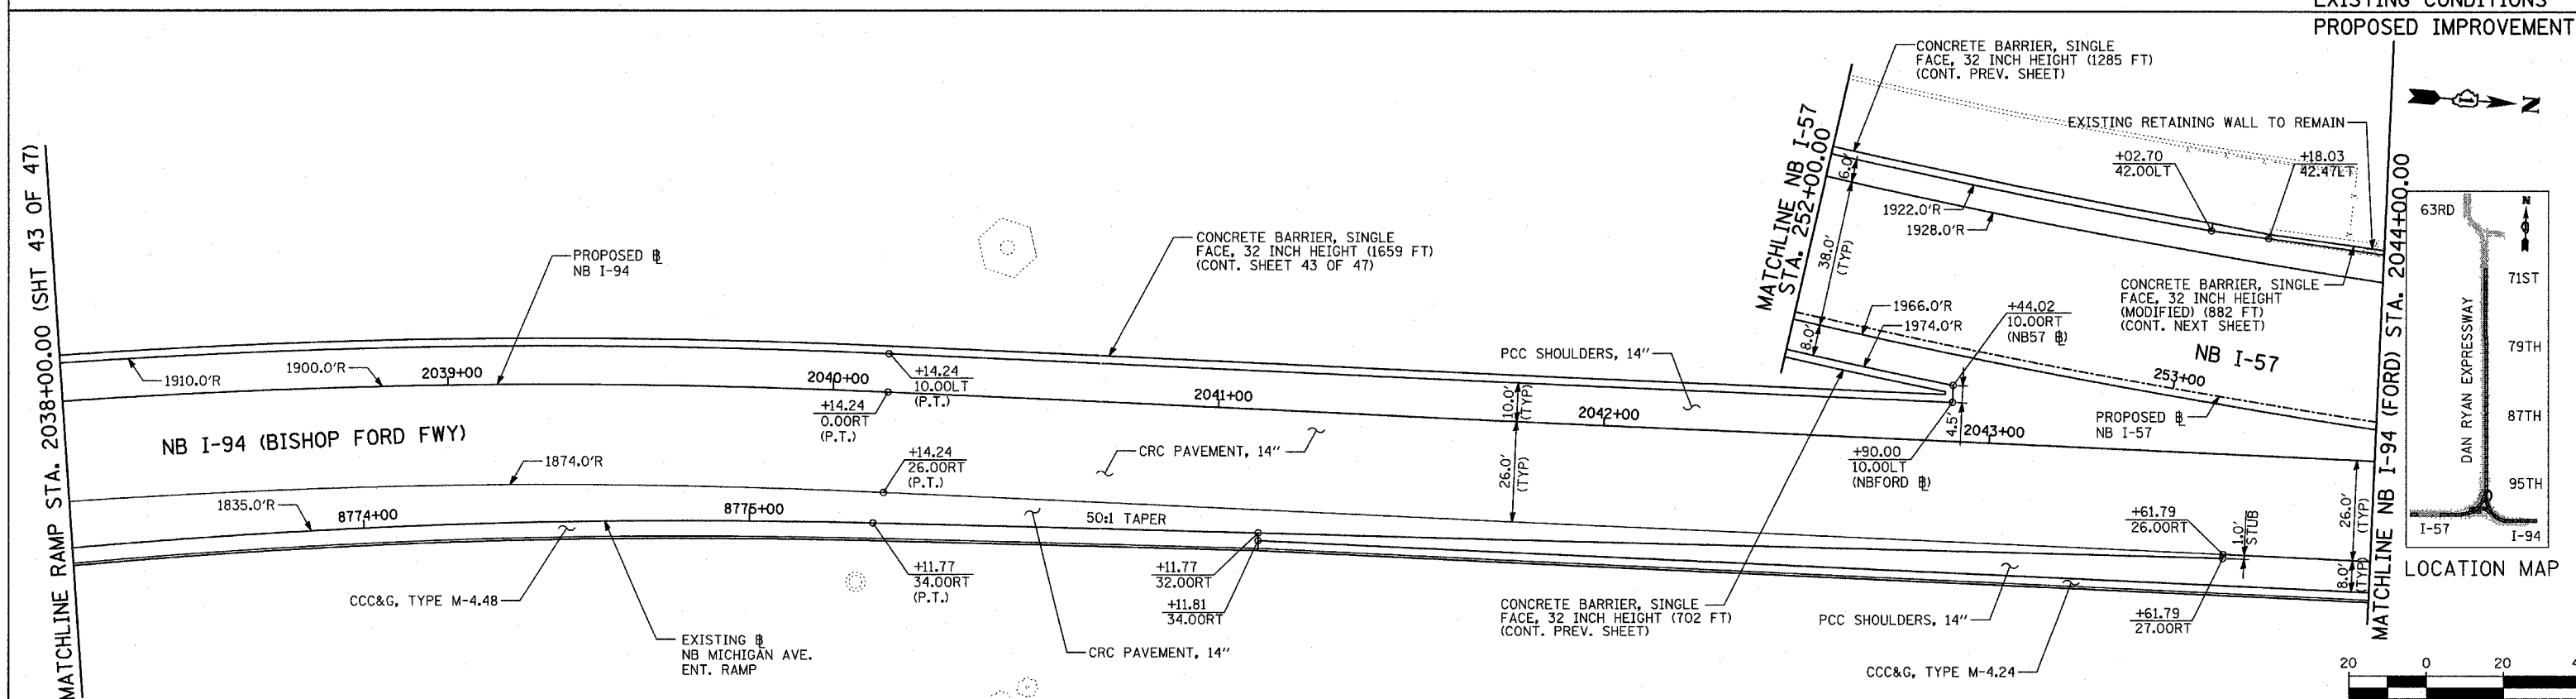 EXISTING CONDITIONS
PROPOSED IMPROVEMENT
CONCRETE BARRIER, SINGLE
FACE, 32 INCH HEIGHT (1285 FT)
(CONT. PREV. SHEET)
MATCHLINE NB I-57
STA. 252+00.00
EXISTING RETAINING WALL TO REMAIN
+02.70
42.00LT
+18.03
42.47LT
6.0'
38.0'
(TYP)
8.0'
1922.0'R
1928.0'R
1966.0'R
1974.0'R
+44.02
10.00RT
(NB57 ℄)
CONCRETE BARRIER, SINGLE
FACE, 32 INCH HEIGHT
(MODIFIED) (882 FT)
(CONT. NEXT SHEET)
NB I-57
253+00
PROPOSED ℄
NB I-57
MATCHLINE NB I-94 (FORD) STA. 2044+00.00
N
63RD
N
71ST
79TH
DAN RYAN EXPRESSWAY
87TH
95TH
I-57
I-94
LOCATION MAP
20 0 20
MATCHLINE RAMP STA. 2038+00.00 (SHT 43 OF 47)
PROPOSED ℄
NB I-94
CONCRETE BARRIER, SINGLE
FACE, 32 INCH HEIGHT (1659 FT)
(CONT. SHEET 43 OF 47)
PCC SHOULDERS, 14"
1910.0'R
1900.0'R
2039+00
2040+00
+14.24
10.00LT
(P.T.)
+14.24
0.00RT
(P.T.)
2041+00
10.0'
(TYP)
2042+00
4.5'
2043+00
+90.00
10.00LT
(NBFORD ℄)
NB I-94 (BISHOP FORD FWY)
1874.0'R
+14.24
26.00RT
(P.T.)
CRC PAVEMENT, 14"
26.0'
(TYP)
1835.0'R
8774+00
8775+00
50:1 TAPER
+61.79
26.00RT
1.0'
STUB
26.0'
(TYP)
8.0'
(TYP)
+11.77
34.00RT
(P.T.)
+11.77
32.00RT
+11.81
34.00RT
CCC&G, TYPE M-4.48
EXISTING ℄
NB MICHIGAN AVE.
ENT. RAMP
CRC PAVEMENT, 14"
CONCRETE BARRIER, SINGLE
FACE, 32 INCH HEIGHT (702 FT)
(CONT. PREV. SHEET)
PCC SHOULDERS, 14"
+61.79
27.00RT
CCC&G, TYPE M-4.24